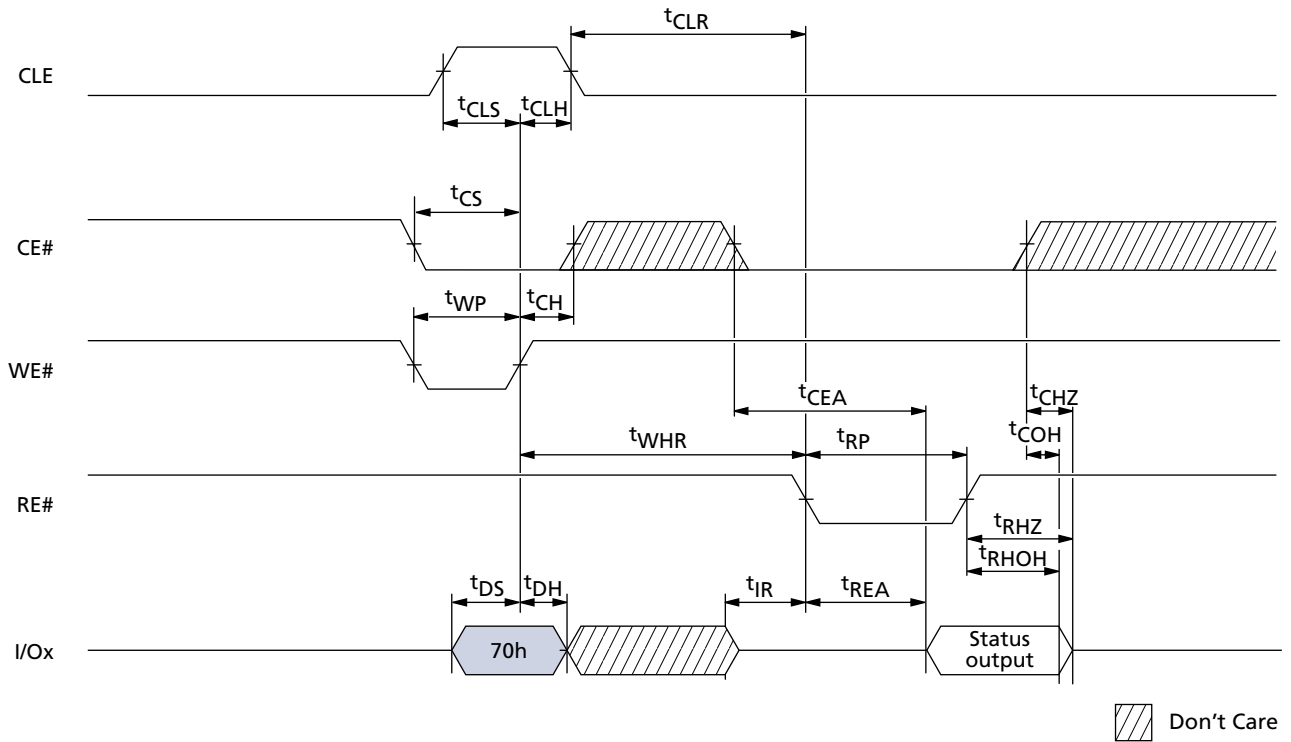 tCLR
CLE
tCLS tCLH
tCS
CE#
tWP tCH
WE#
tCEA tCHZ
tCOH
tWHR tRP
RE#
tRHZ
tRHOH
tDS tDH tIR tREA
I/Ox 70h Status
output
Don't Care